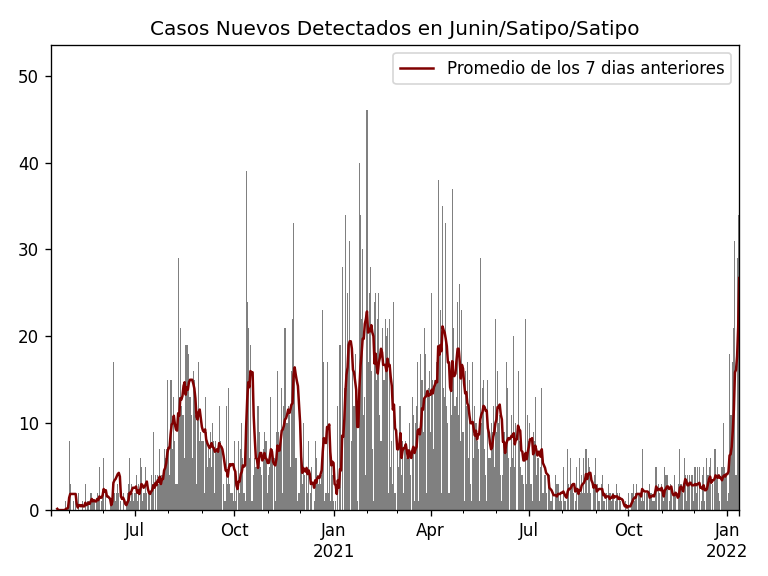 Casos Nuevos Detectados en Junin/Satipo/Satipo
Promedio de los 7 dias anteriores
50
40
30
20
10
0
Jul
Oct
Jan
2021
Apr
Jul
Oct
Jan
2022